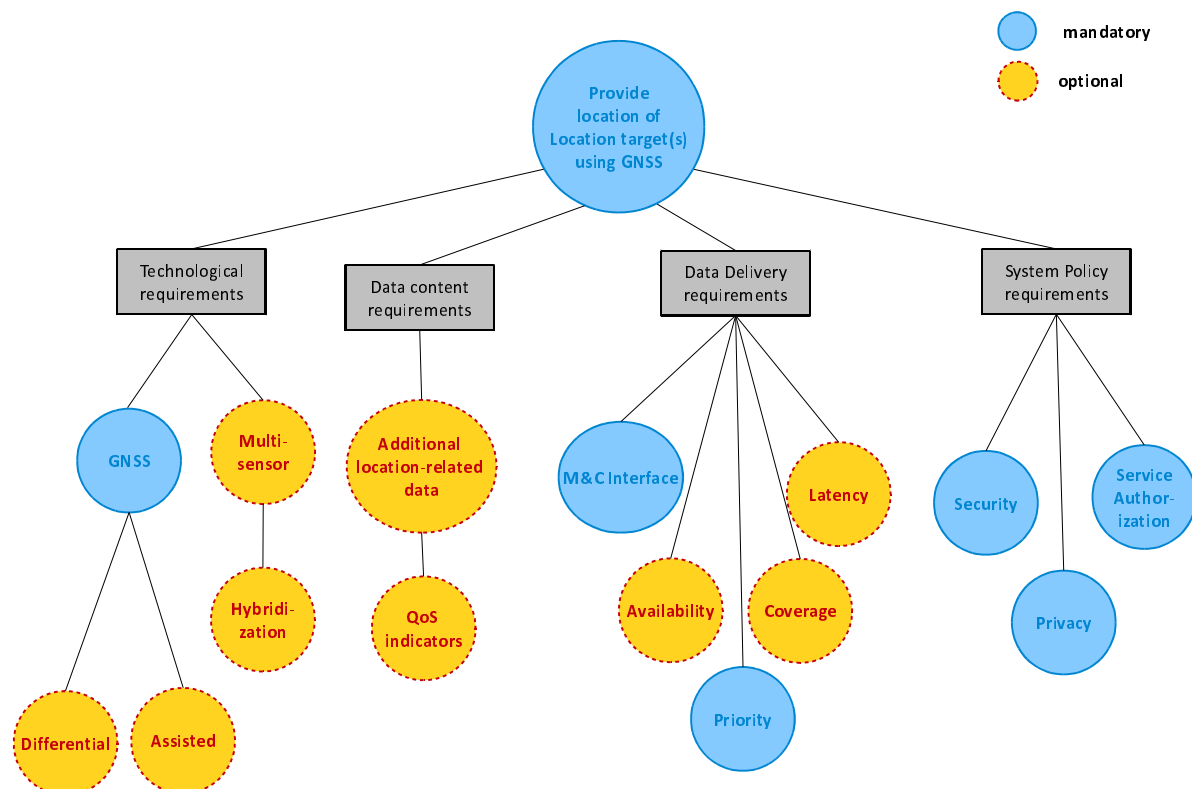 mandatory
optional
Provide
location of
Location target(s)
using GNSS
Technological
requirements
Data content
requirements
Data Delivery
requirements
System Policy
requirements
GNSS
Multi-
sensor
Additional
location-related
data
M&C Interface
Latency
Security
Service
Author-
ization
Hybridi-
zation
QoS
indicators
Availability
Coverage
Privacy
Differential
Assisted
Priority